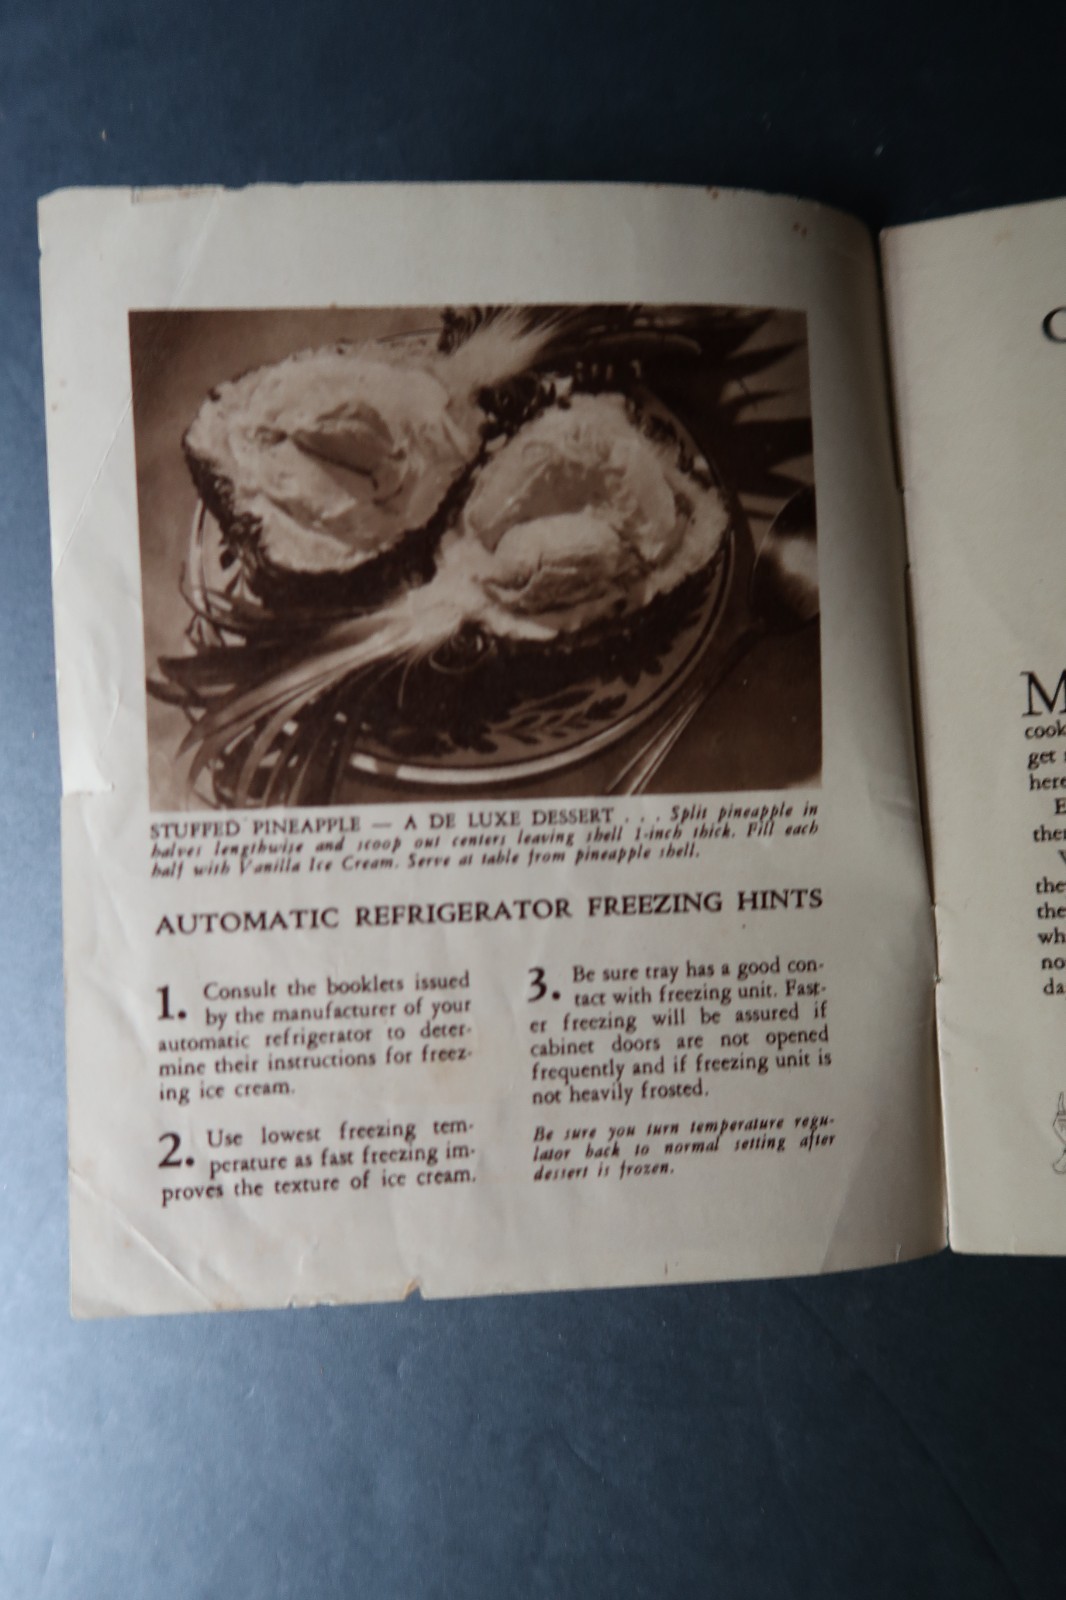 STUFFED PINEAPPLE — A DE LUXE DESSERT . . . Split pineapple in
halves lengthwise and scoop out center; leaving shell 1-inch thick. Fill each
half with Vanilla Ice Cream. Serve at table from pineapple shell.
AUTOMATIC REFRIGERATOR FREEZING HINTS
1. Consult the booklets issued
by the manufacturer of your
automatic refrigerator to deter-
mine their instructions for freez-
ing ice cream.
2. Use lowest freezing tem-
perature as fast freezing im-
proves the texture of ice cream.
3. Be sure tray has a good con-
tact with freezing unit. Fast-
er freezing will be assured if
cabinet doors are not opened
frequently and if freezing unit is
not heavily frosted.
Be sure you turn temperature regu-
lator back to normal setting after
dessert is frozen.
M
cook
get
here
E
the
the
wh
no
da